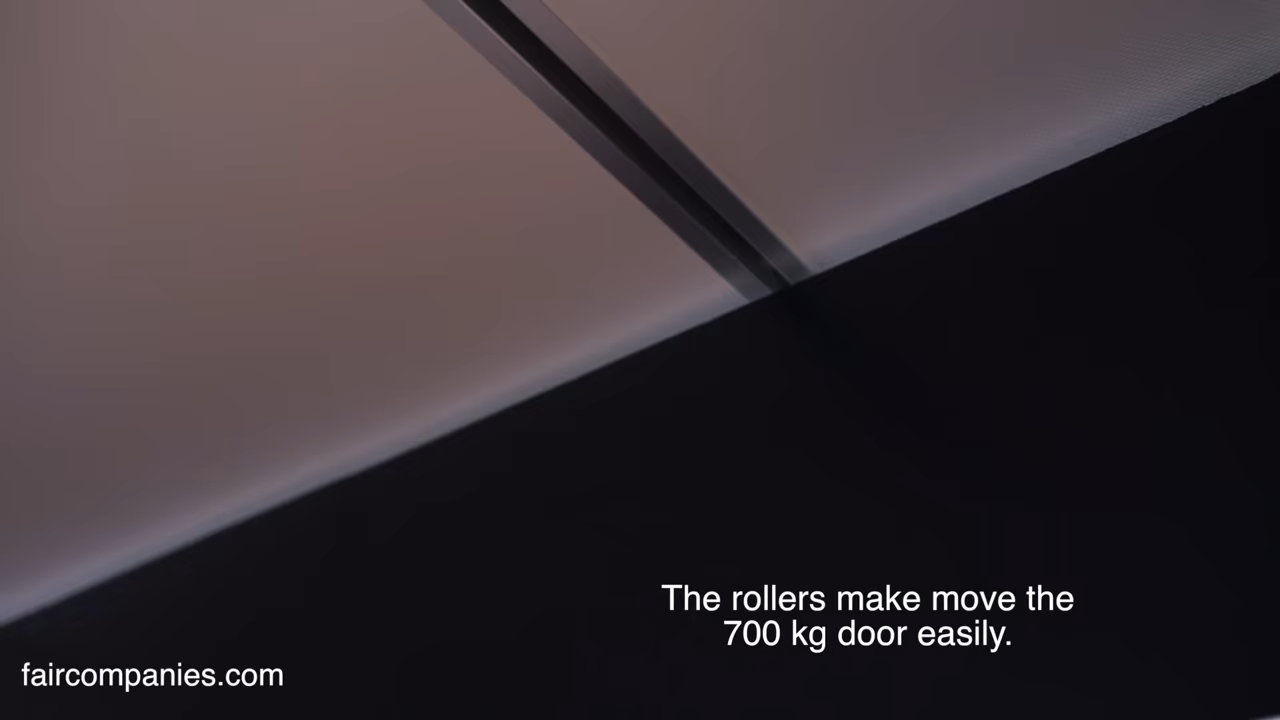 The rollers make move the
700 kg door easily.
faircompanies.com